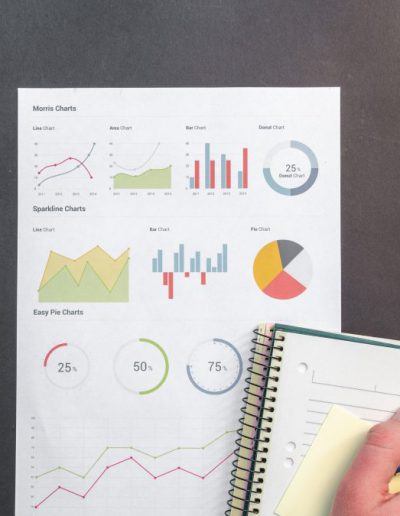 Morris Charts
Line Chart
Area Chart
Bar Chart
Donut Chart
25 %
Donut Chart
Sparkline Charts
Line Chart
Bar Chart
Pie Chart
Easy Pie Charts
25%
50%
75%